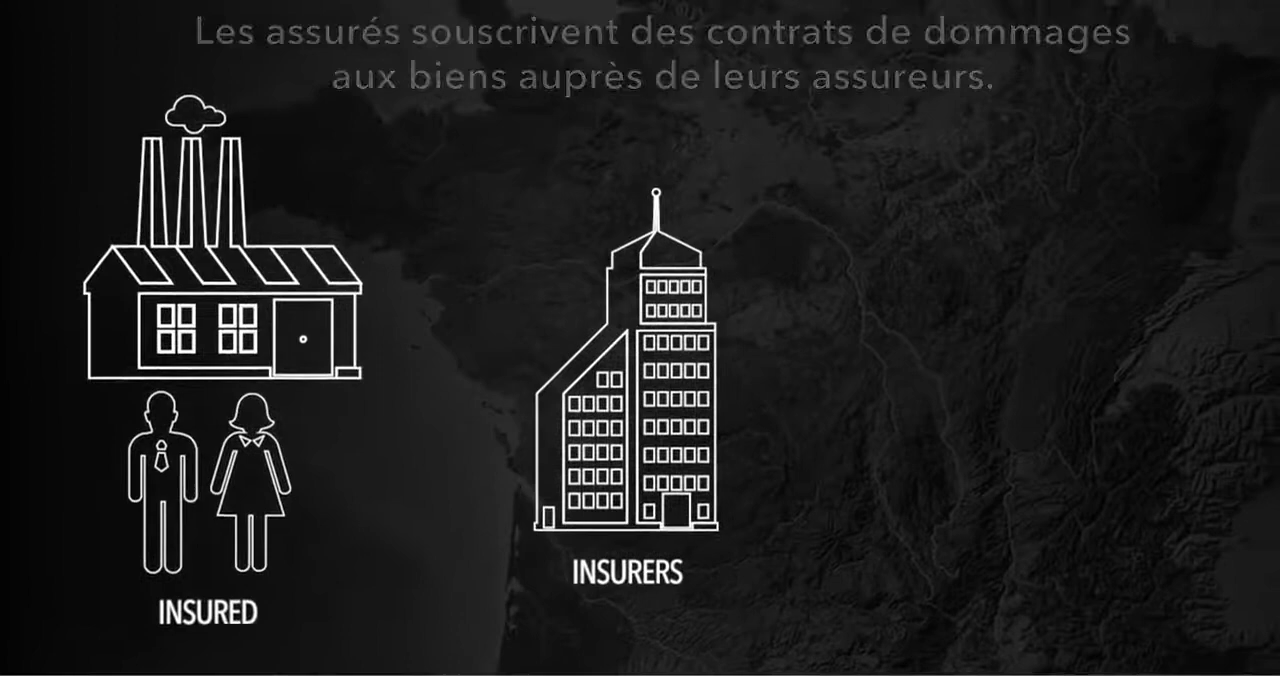 Les assurés souscrivent des contrats de dommages
aux biens auprès de leurs assureurs.
INSURERS
INSURED